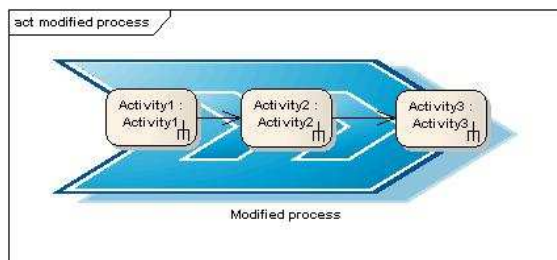 act modified process
Activity1 :
Activity1
Activity2 :
Activity2
Activity3 :
Activity3
Modified process